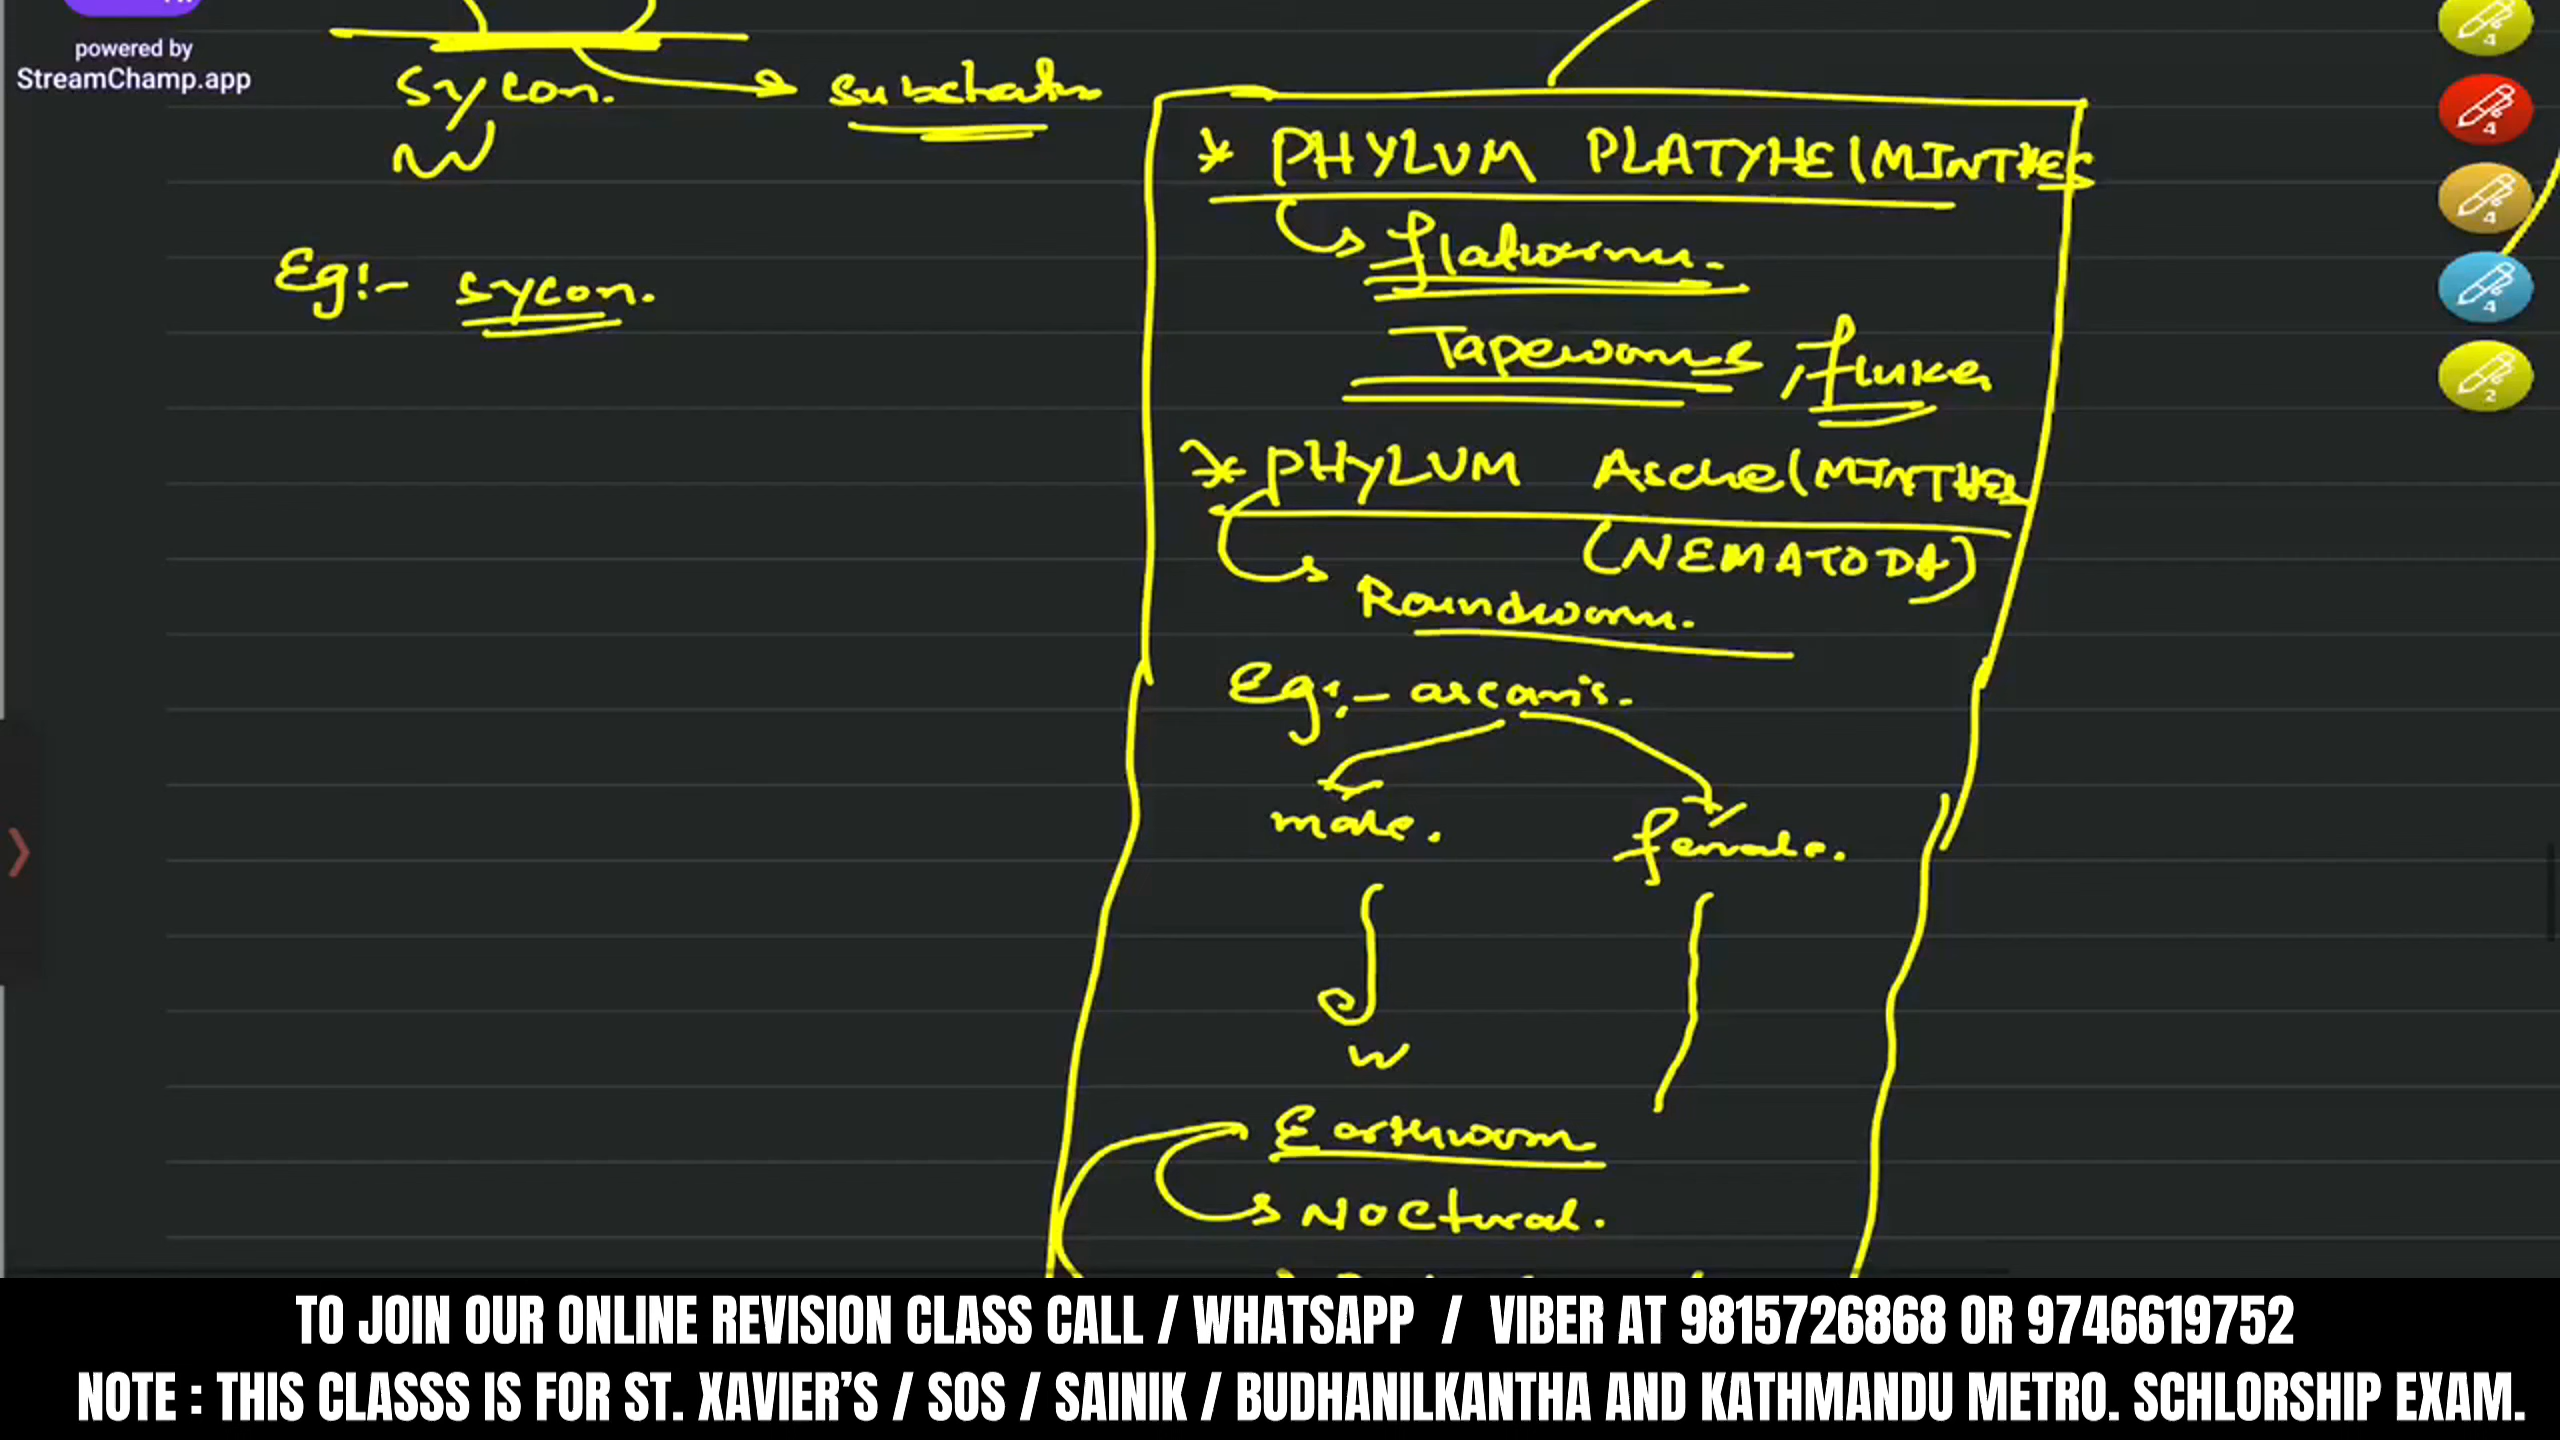 powered by
StreamChamp.app
Sycon.
substrate
Eg:- sycon.
* PHYLUM PLATYHElMINTHES
flatworm.
Tapeworms, fluke
* PHYLUM AscHelMINTHES
(NEMATODA)
Roundworm.
Eg:- ascaris.
male.
female.
Earthworm
Nocturnal.
TO JOIN OUR ONLINE REVISION CLASS CALL / WHATSAPP / VIBER AT 9815726868 OR 9746619752
NOTE : THIS CLASSS IS FOR ST. XAVIER'S / SOS / SAINIK / BUDHANILKANTHA AND KATHMANDU METRO. SCHLORSHIP EXAM.